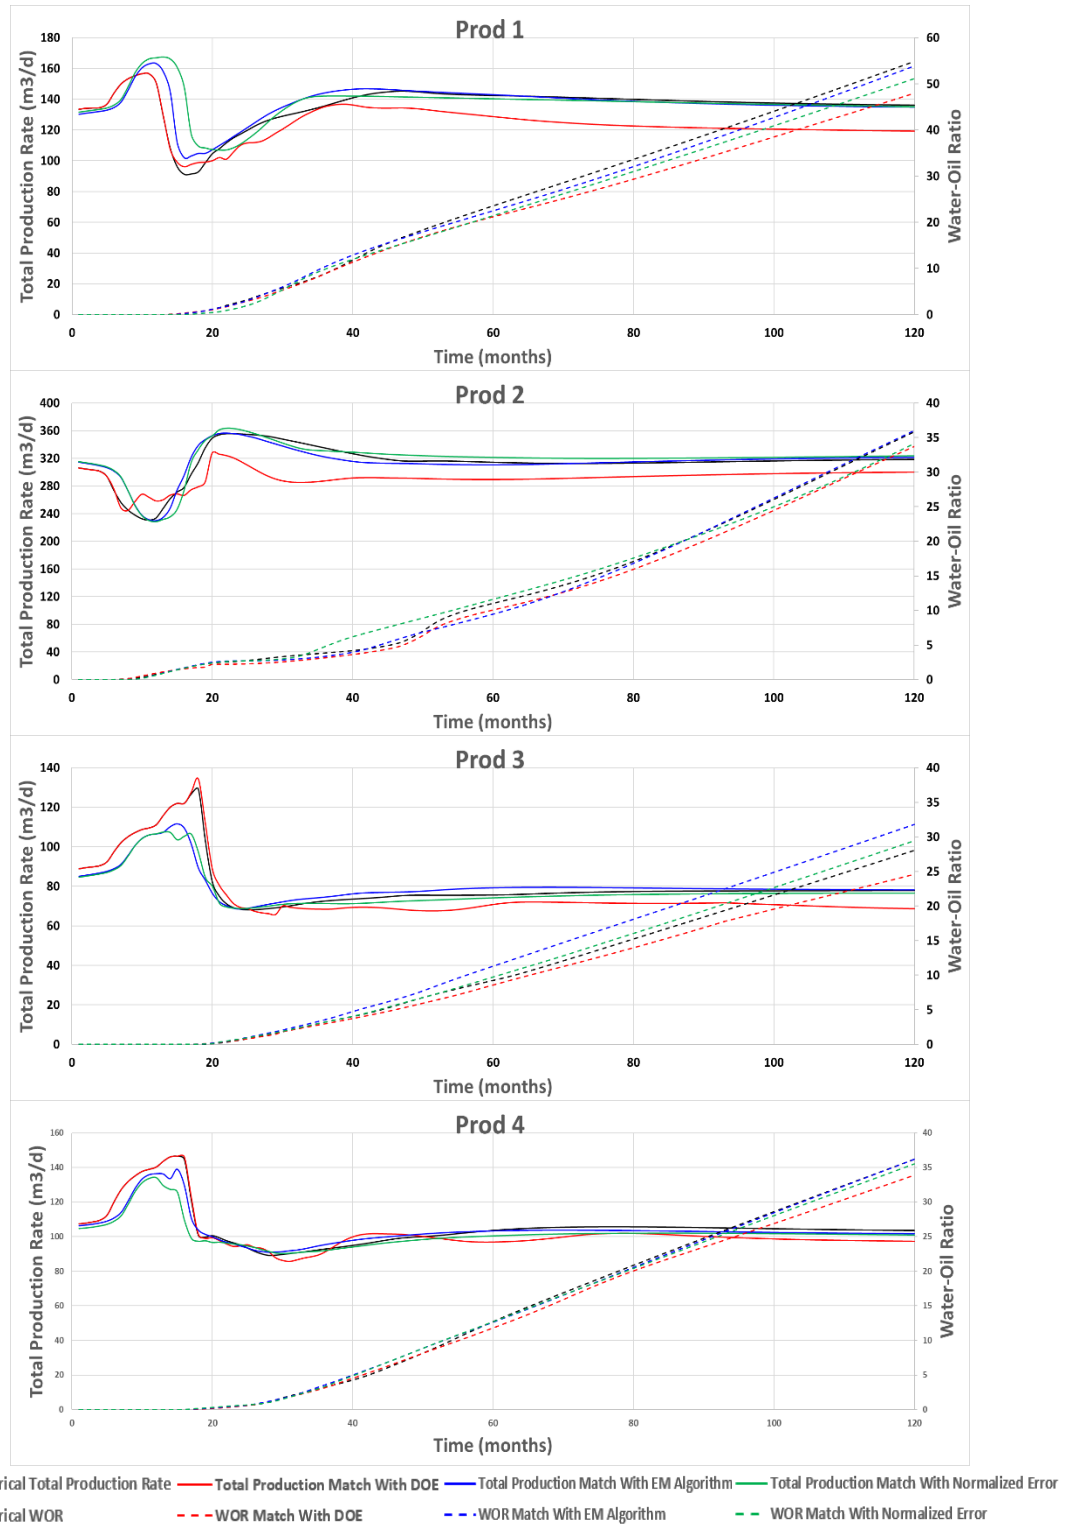 Prod 1
180 160 140 120 100 80 60 40 20 0
Total Production Rate (m3/d)
60 50 40 30 20 10 0
Water-Oil Ratio
0 20 40 60 80 100 120
Time (months)
Prod 2
400 360 320 280 240 200 160 120 80 40 0
Total Production Rate (m3/d)
40 35 30 25 20 15 10 5 0
Water-Oil Ratio
0 20 40 60 80 100 120
Time (months)
Prod 3
140 120 100 80 60 40 20 0
Total Production Rate (m3/d)
40 35 30 25 20 15 10 5 0
Water-Oil Ratio
0 20 40 60 80 100 120
Time (months)
Prod 4
160 140 120 100 80 60 40 20 0
Total Production Rate (m3/d)
40 35 30 25 20 15 10 5 0
Water-Oil Ratio
0 20 40 60 80 100 120
Time (months)
rical Total Production Rate Total Production Match With DOE Total Production Match With EM Algorithm Total Production Match With Normalized Error
rical WOR WOR Match With DOE WOR Match With EM Algorithm WOR Match With Normalized Error